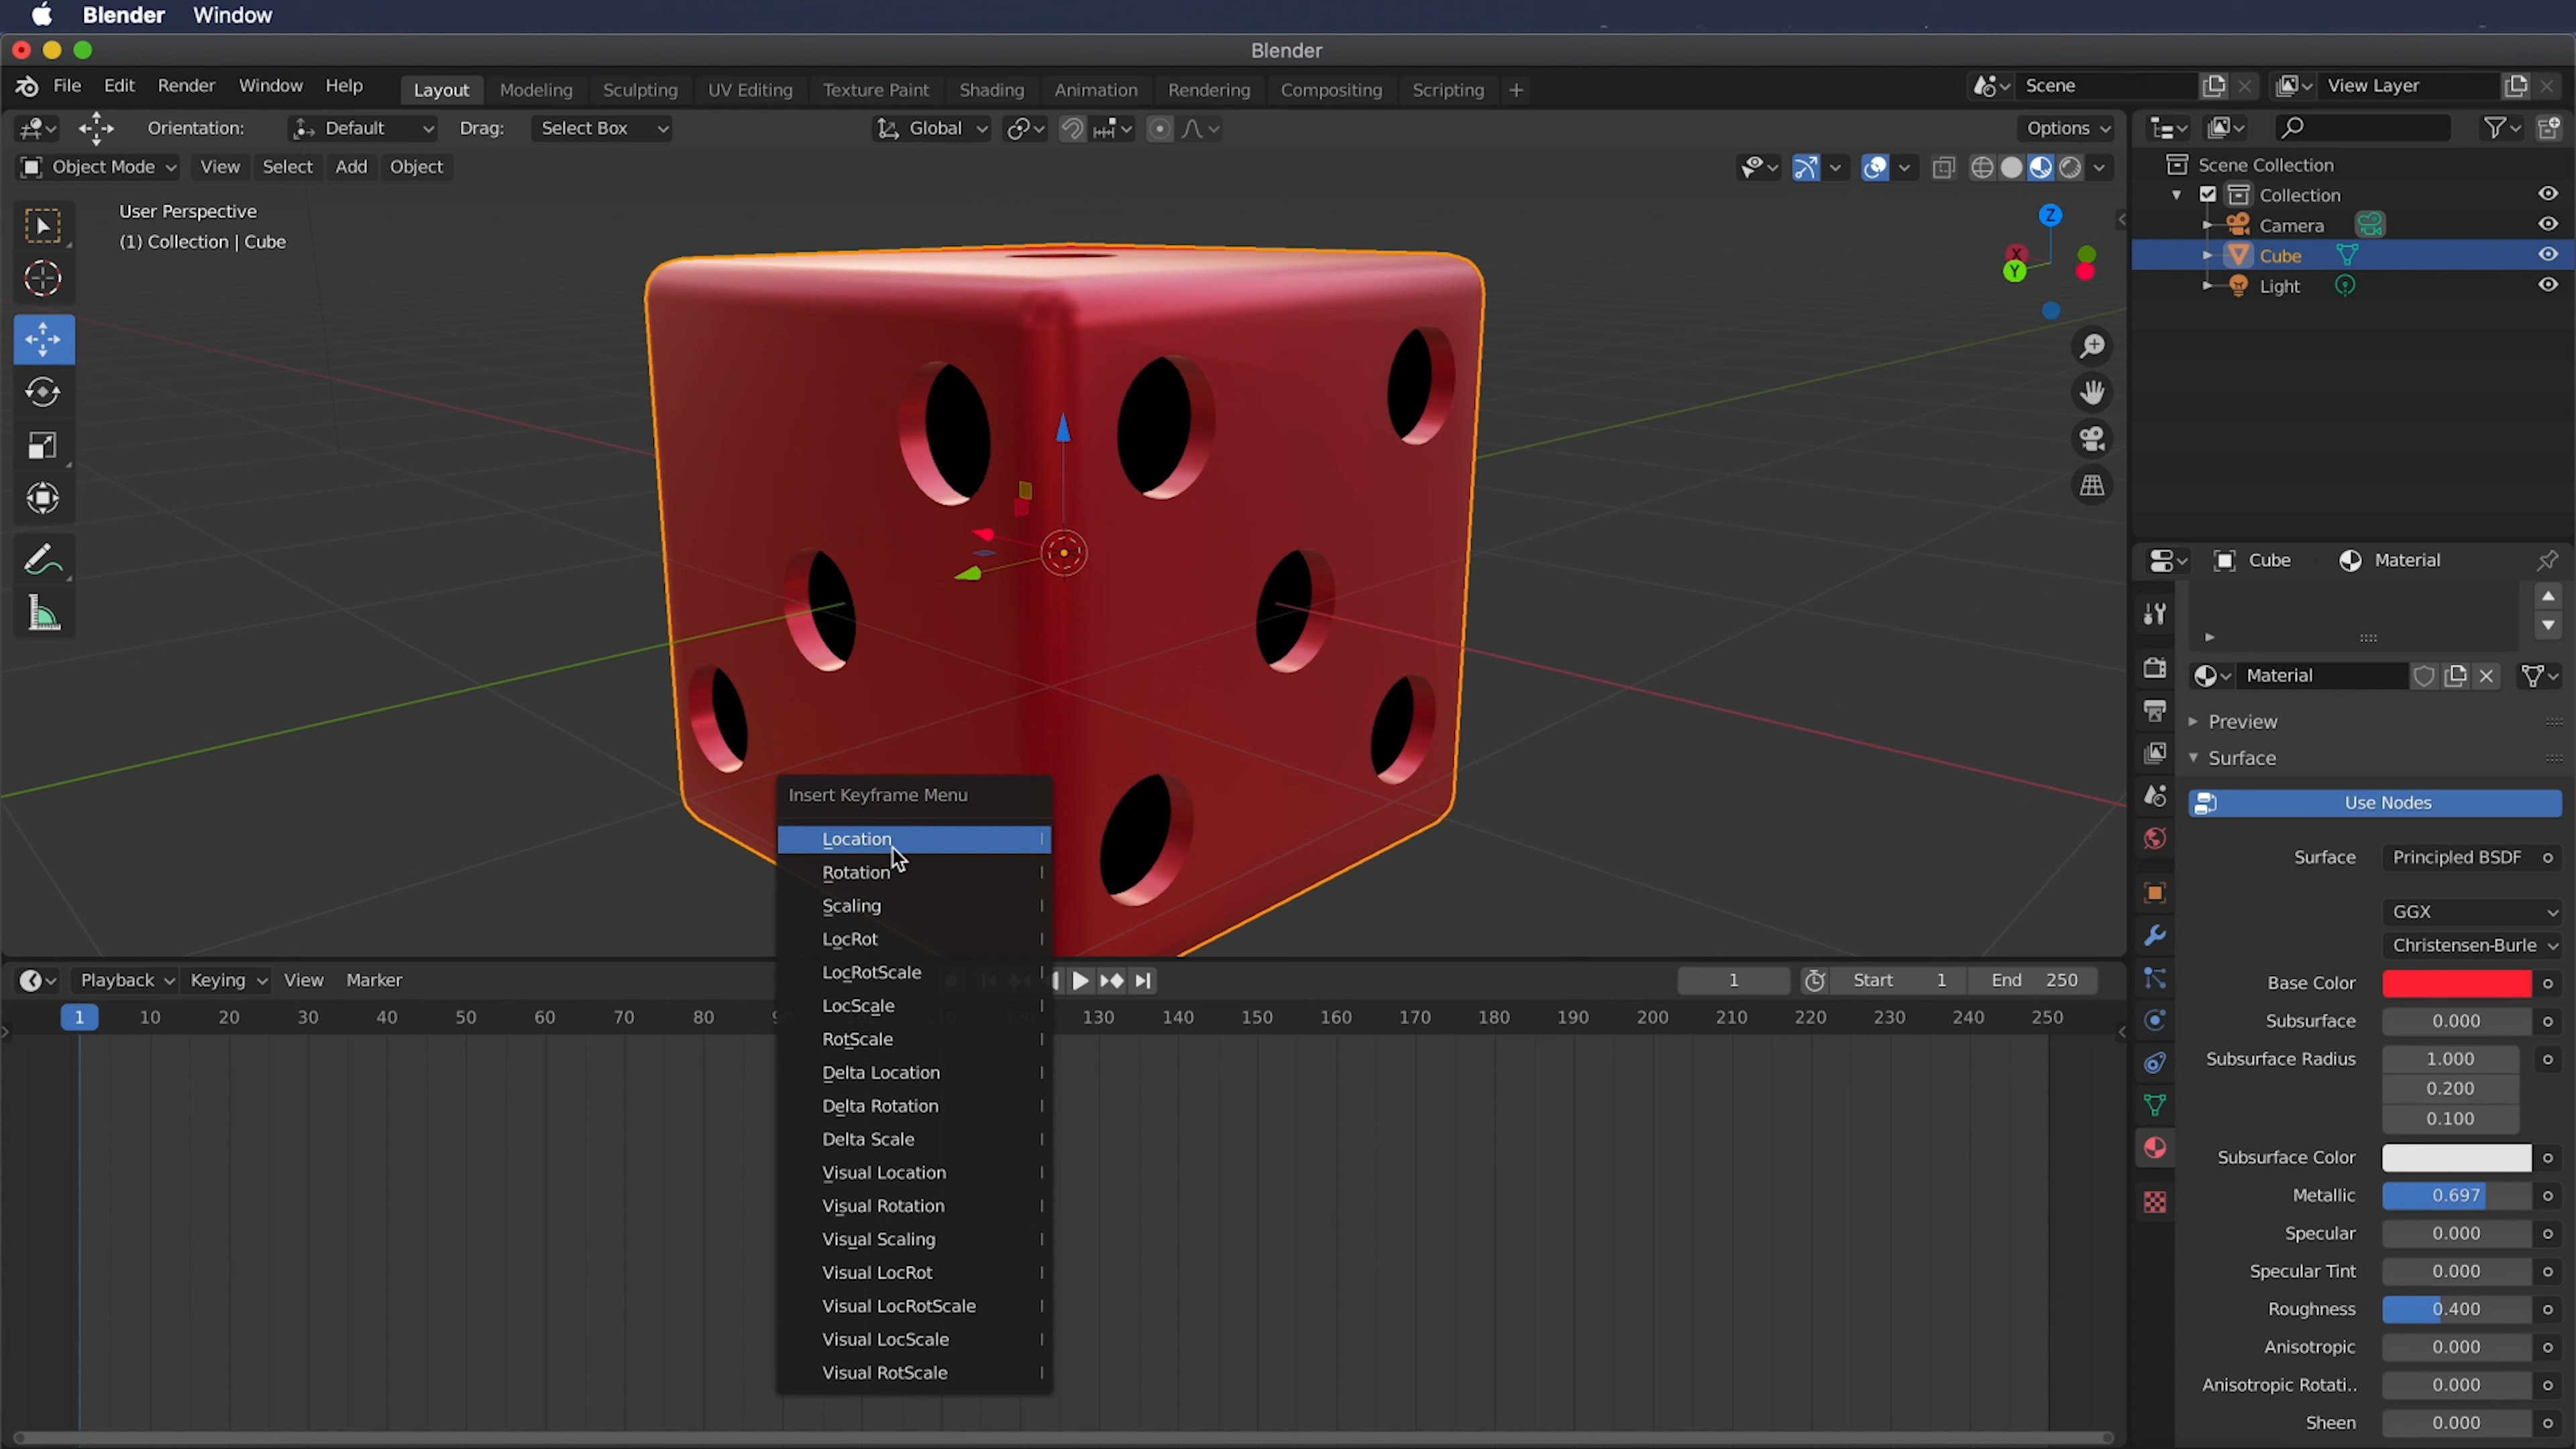 Blender Window
Blender
File Edit Render Window Help Layout Modeling Sculpting UV Editing Texture Paint Shading Animation Rendering Compositing Scripting + Scene View Layer
Orientation: Default Drag: Select Box Global Options
Object Mode View Select Add Object
User Perspective
(1) Collection | Cube
Z
X
Y
Scene Collection
Collection
Camera
Cube
Light
Cube Material
Material
Preview
Surface
Use Nodes
Surface Principled BSDF
GGX
Christensen-Burle
Base Color
Subsurface 0.000
Subsurface Radius 1.000
0.200
0.100
Subsurface Color
Metallic 0.697
Specular 0.000
Specular Tint 0.000
Roughness 0.400
Anisotropic 0.000
Anisotropic Rotati.. 0.000
Sheen 0.000
Insert Keyframe Menu
Location I
Rotation I
Scaling I
LocRot I
LocRotScale I
LocScale I
RotScale I
Delta Location I
Delta Rotation I
Delta Scale I
Visual Location I
Visual Rotation I
Visual Scaling I
Visual LocRot I
Visual LocRotScale I
Visual LocScale I
Visual RotScale I
Playback Keying View Marker 1 Start 1 End 250
1 10 20 30 40 50 60 70 80 130 140 150 160 170 180 190 200 210 220 230 240 250